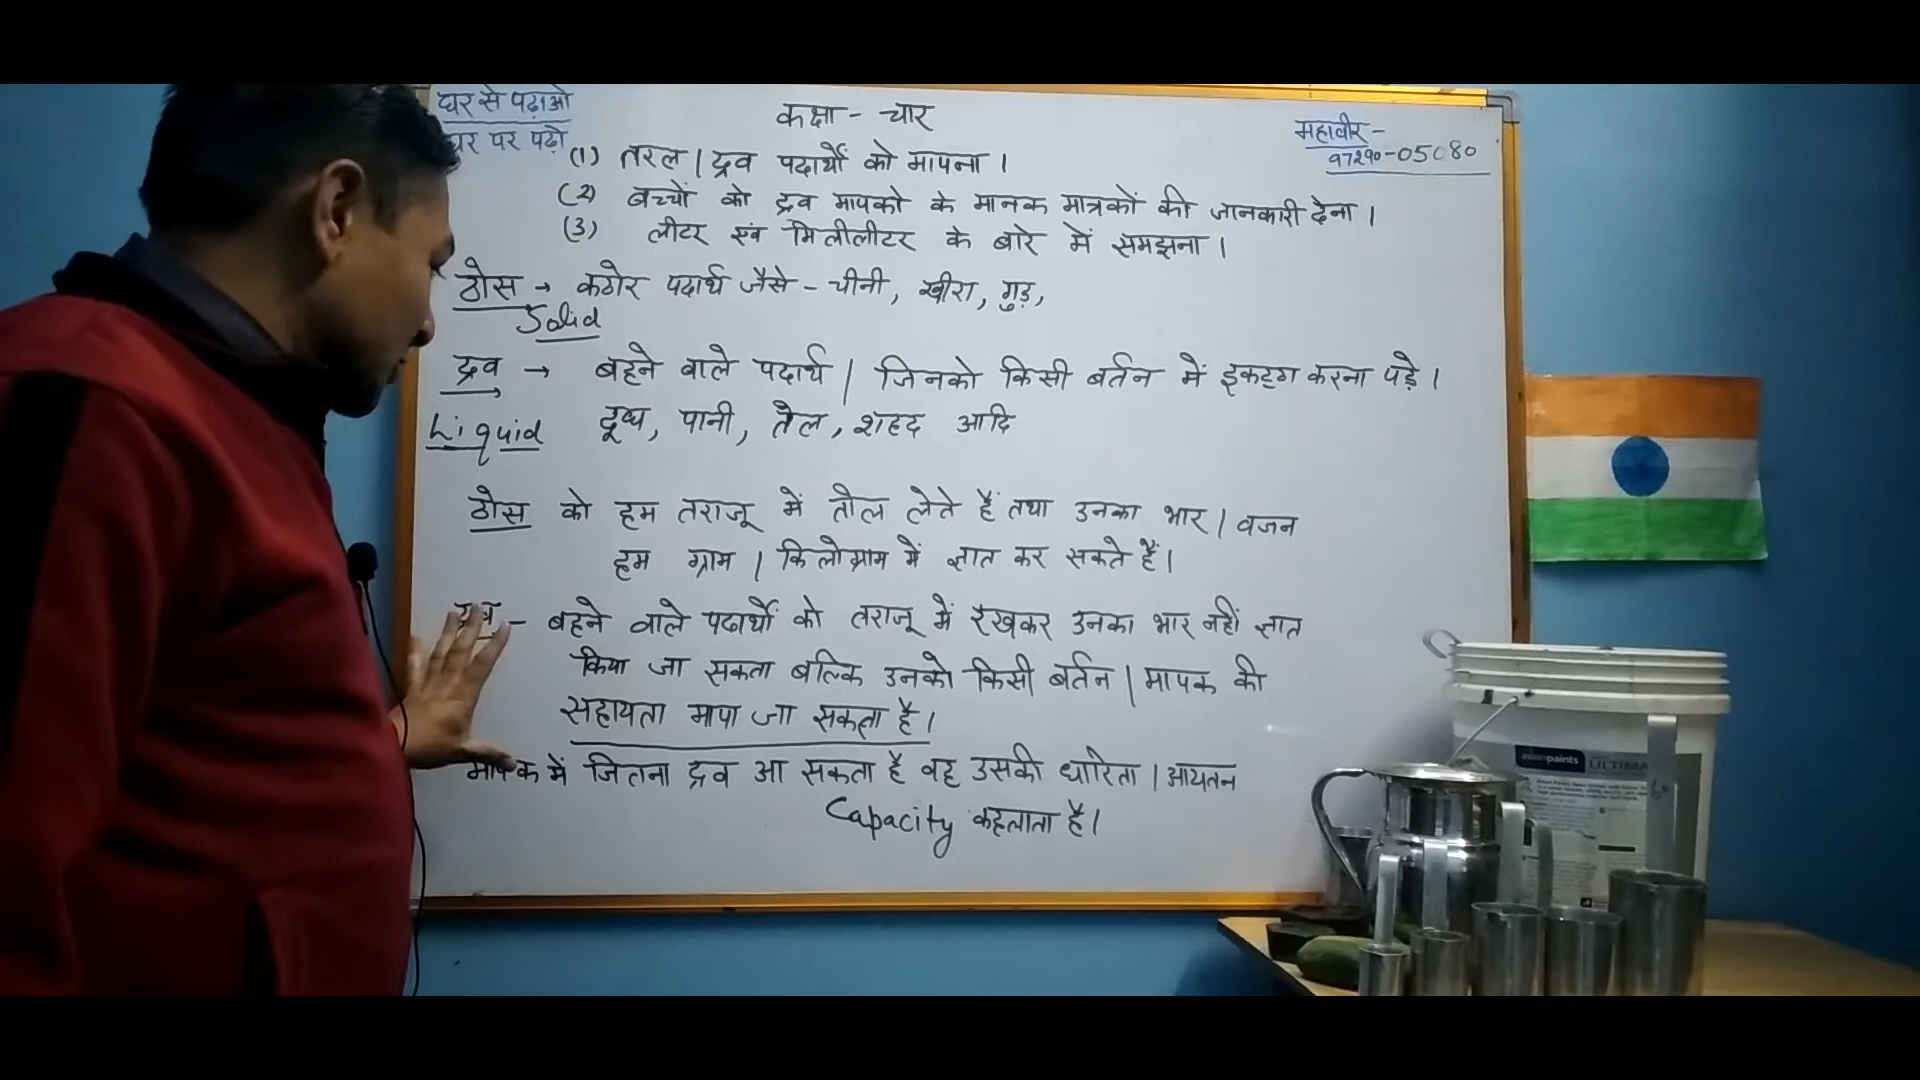 घर से पढ़ाओ
घर पर पढ़ो
कक्षा - चार
महावीर -
97290-05080
(1) तरल / द्रव पदार्थों को मापना।
(2) बच्चों को द्रव मापको के मानक मात्रकों की जानकारी देना।
(3) लीटर एवं मिलीलीटर के बारे में समझना।
ठोस → कठोर पदार्थ जैसे - चीनी, खीरा, गुड़,
Solid
द्रव → बहने वाले पदार्थ / जिनको किसी बर्तन में इकट्ठा करना पड़े।
Liquid दूध, पानी, तेल, शहद आदि
ठोस को हम तराजू में तोल लेते हैं तथा उनका भार / वजन
हम ग्राम / किलोग्राम में ज्ञात कर सकते हैं।
द्रव - बहने वाले पदार्थों को तराजू में रखकर उनका भार नहीं ज्ञात
किया जा सकता बल्कि उनको किसी बर्तन / मापक की
सहायता मापा जा सकता है।
मापक में जितना द्रव आ सकता है वह उसकी धारिता / आयतन
Capacity कहलाता है।
asianpaints
ULTIMA